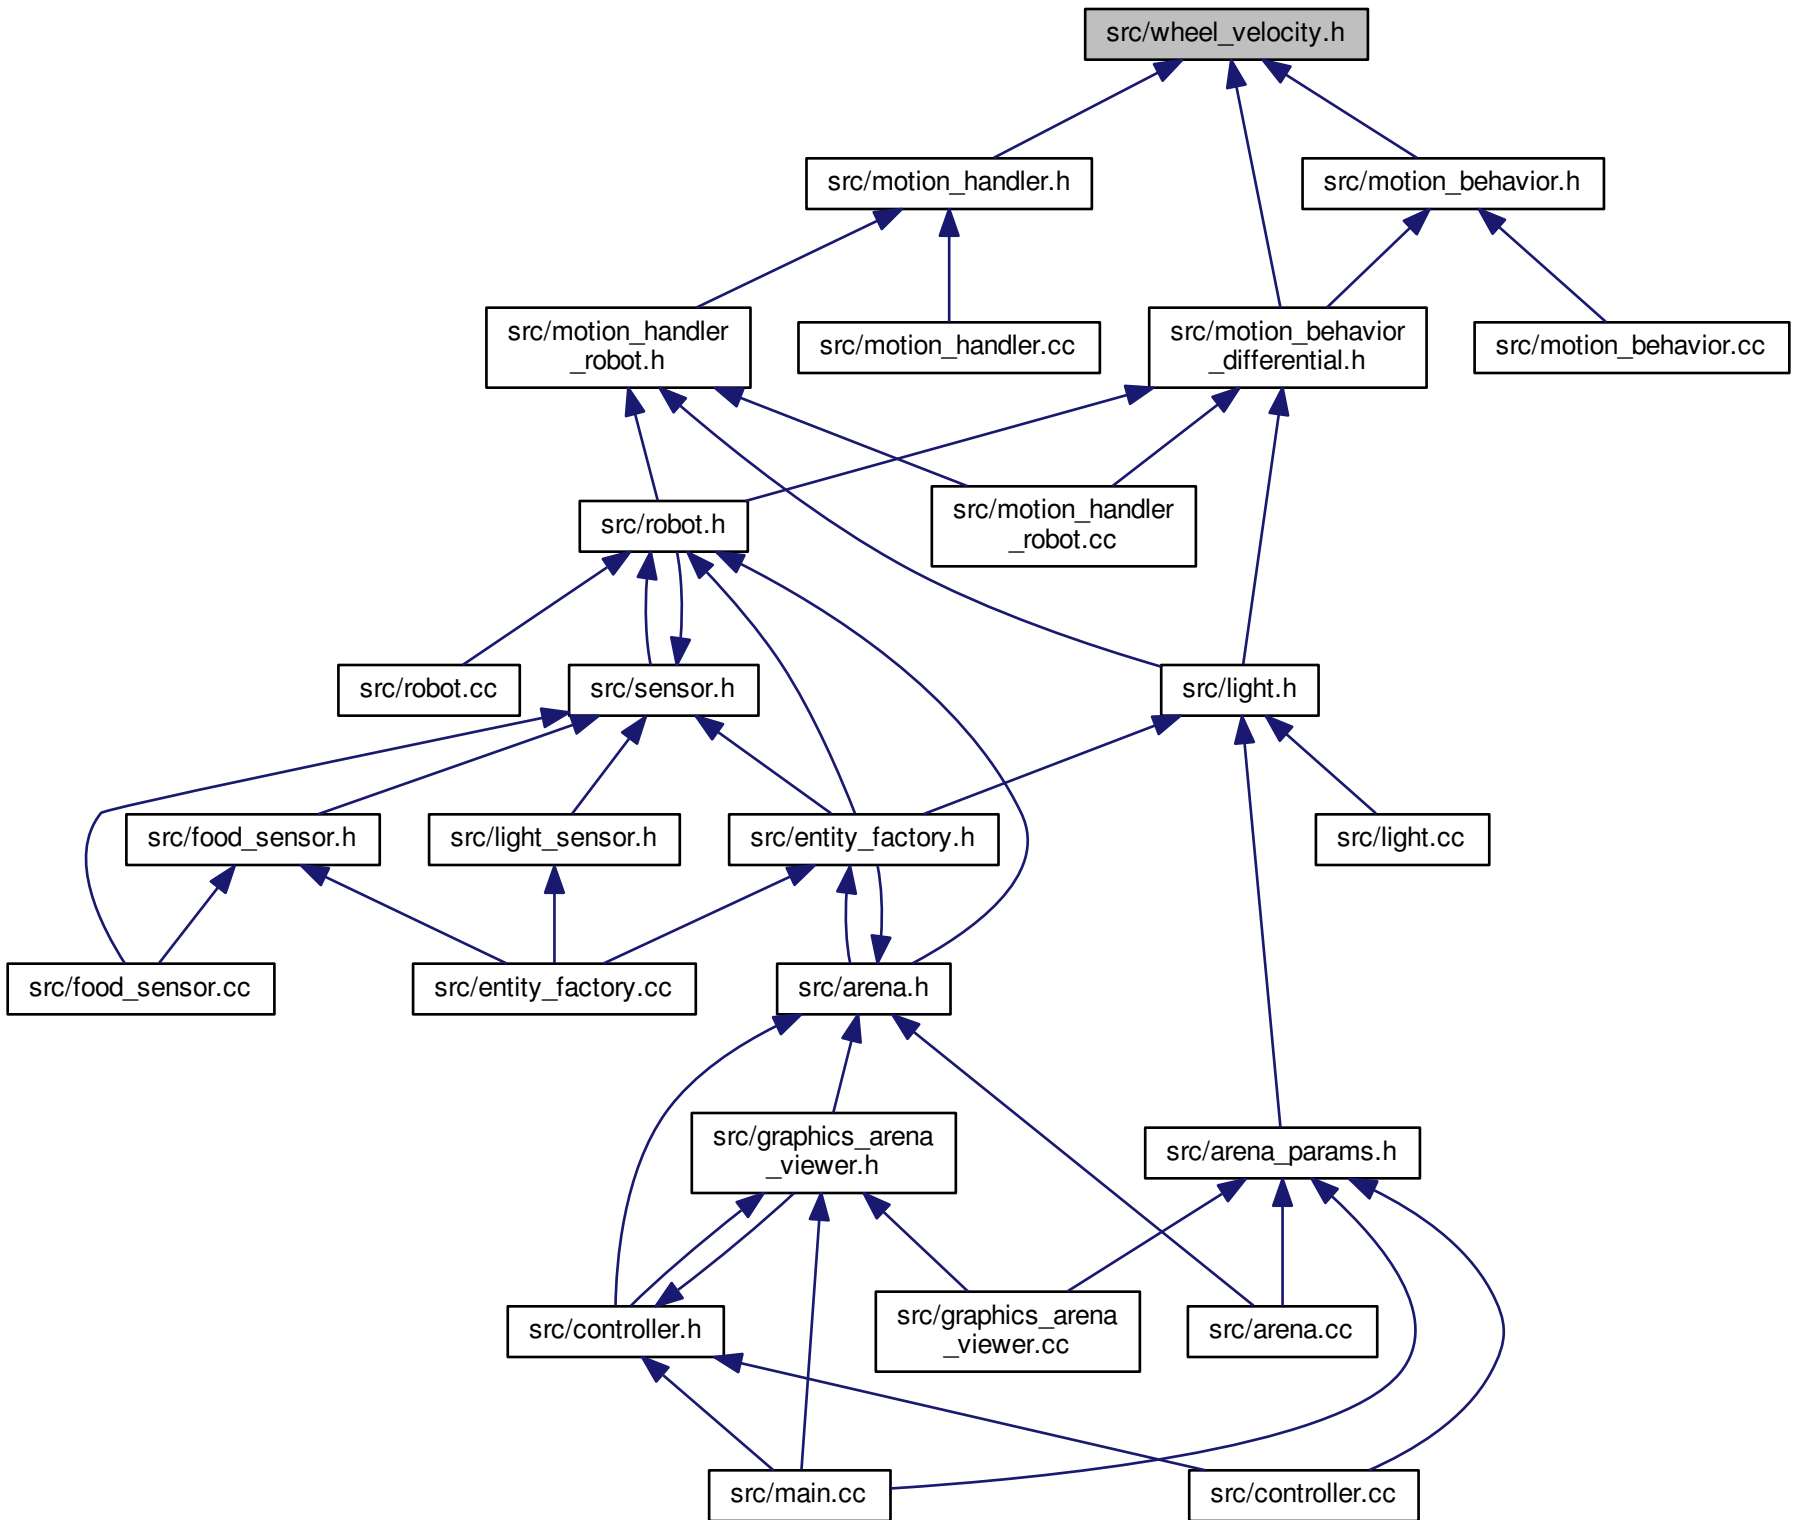 src/wheel_velocity.h
src/motion_handler.h
src/motion_behavior.h
src/motion_handler
_robot.h
src/motion_handler.cc
src/motion_behavior
_differential.h
src/motion_behavior.cc
src/robot.h
src/motion_handler
_robot.cc
src/robot.cc
src/sensor.h
src/light.h
src/food_sensor.h
src/light_sensor.h
src/entity_factory.h
src/light.cc
src/food_sensor.cc
src/entity_factory.cc
src/arena.h
src/graphics_arena
_viewer.h
src/arena_params.h
src/controller.h
src/graphics_arena
_viewer.cc
src/arena.cc
src/main.cc
src/controller.cc